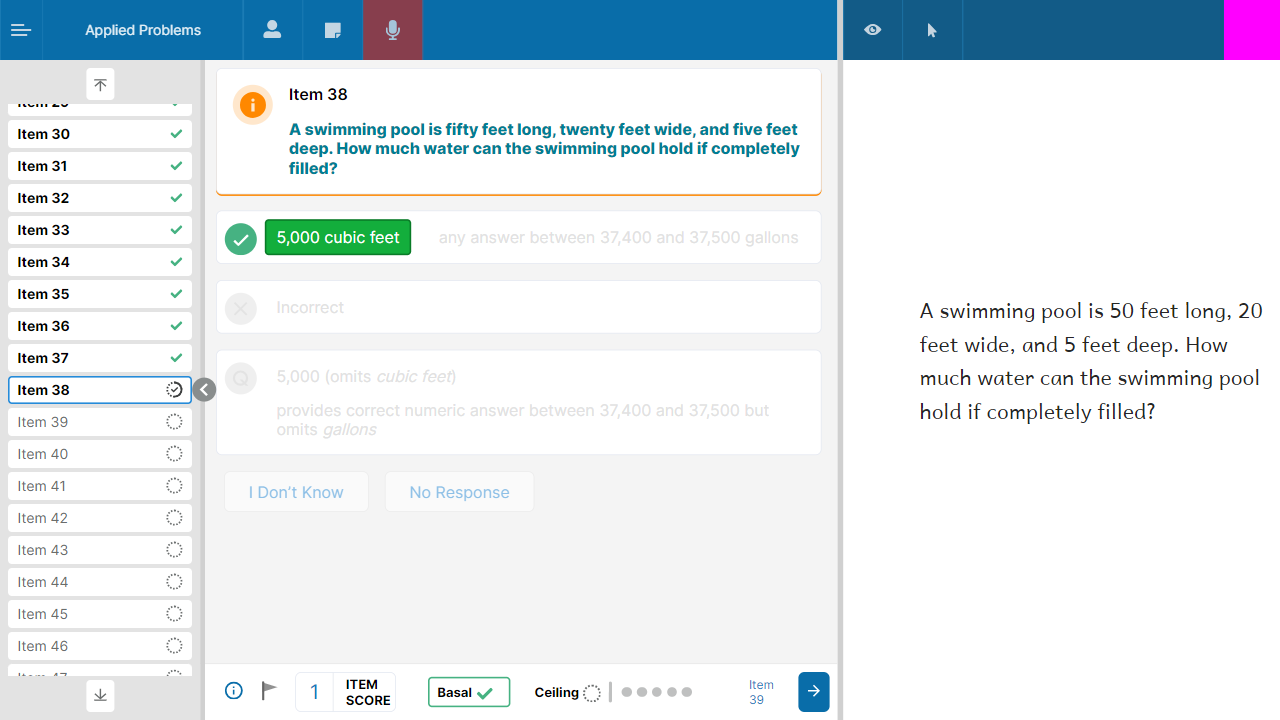 Applied Problems
Item 29
Item 30
Item 31
Item 32
Item 33
Item 34
Item 35
Item 36
Item 37
Item 38
Item 39
Item 40
Item 41
Item 42
Item 43
Item 44
Item 45
Item 46
Item 47
Item 38
A swimming pool is fifty feet long, twenty feet wide, and five feet
deep. How much water can the swimming pool hold if completely
filled?
5,000 cubic feet
any answer between 37,400 and 37,500 gallons
Incorrect
Q
5,000 (omits cubic feet)
provides correct numeric answer between 37,400 and 37,500 but
omits gallons
I Don't Know
No Response
1
ITEM
SCORE
Basal
Ceiling
Item
39
A swimming pool is 50 feet long, 20
feet wide, and 5 feet deep. How
much water can the swimming pool
hold if completely filled?